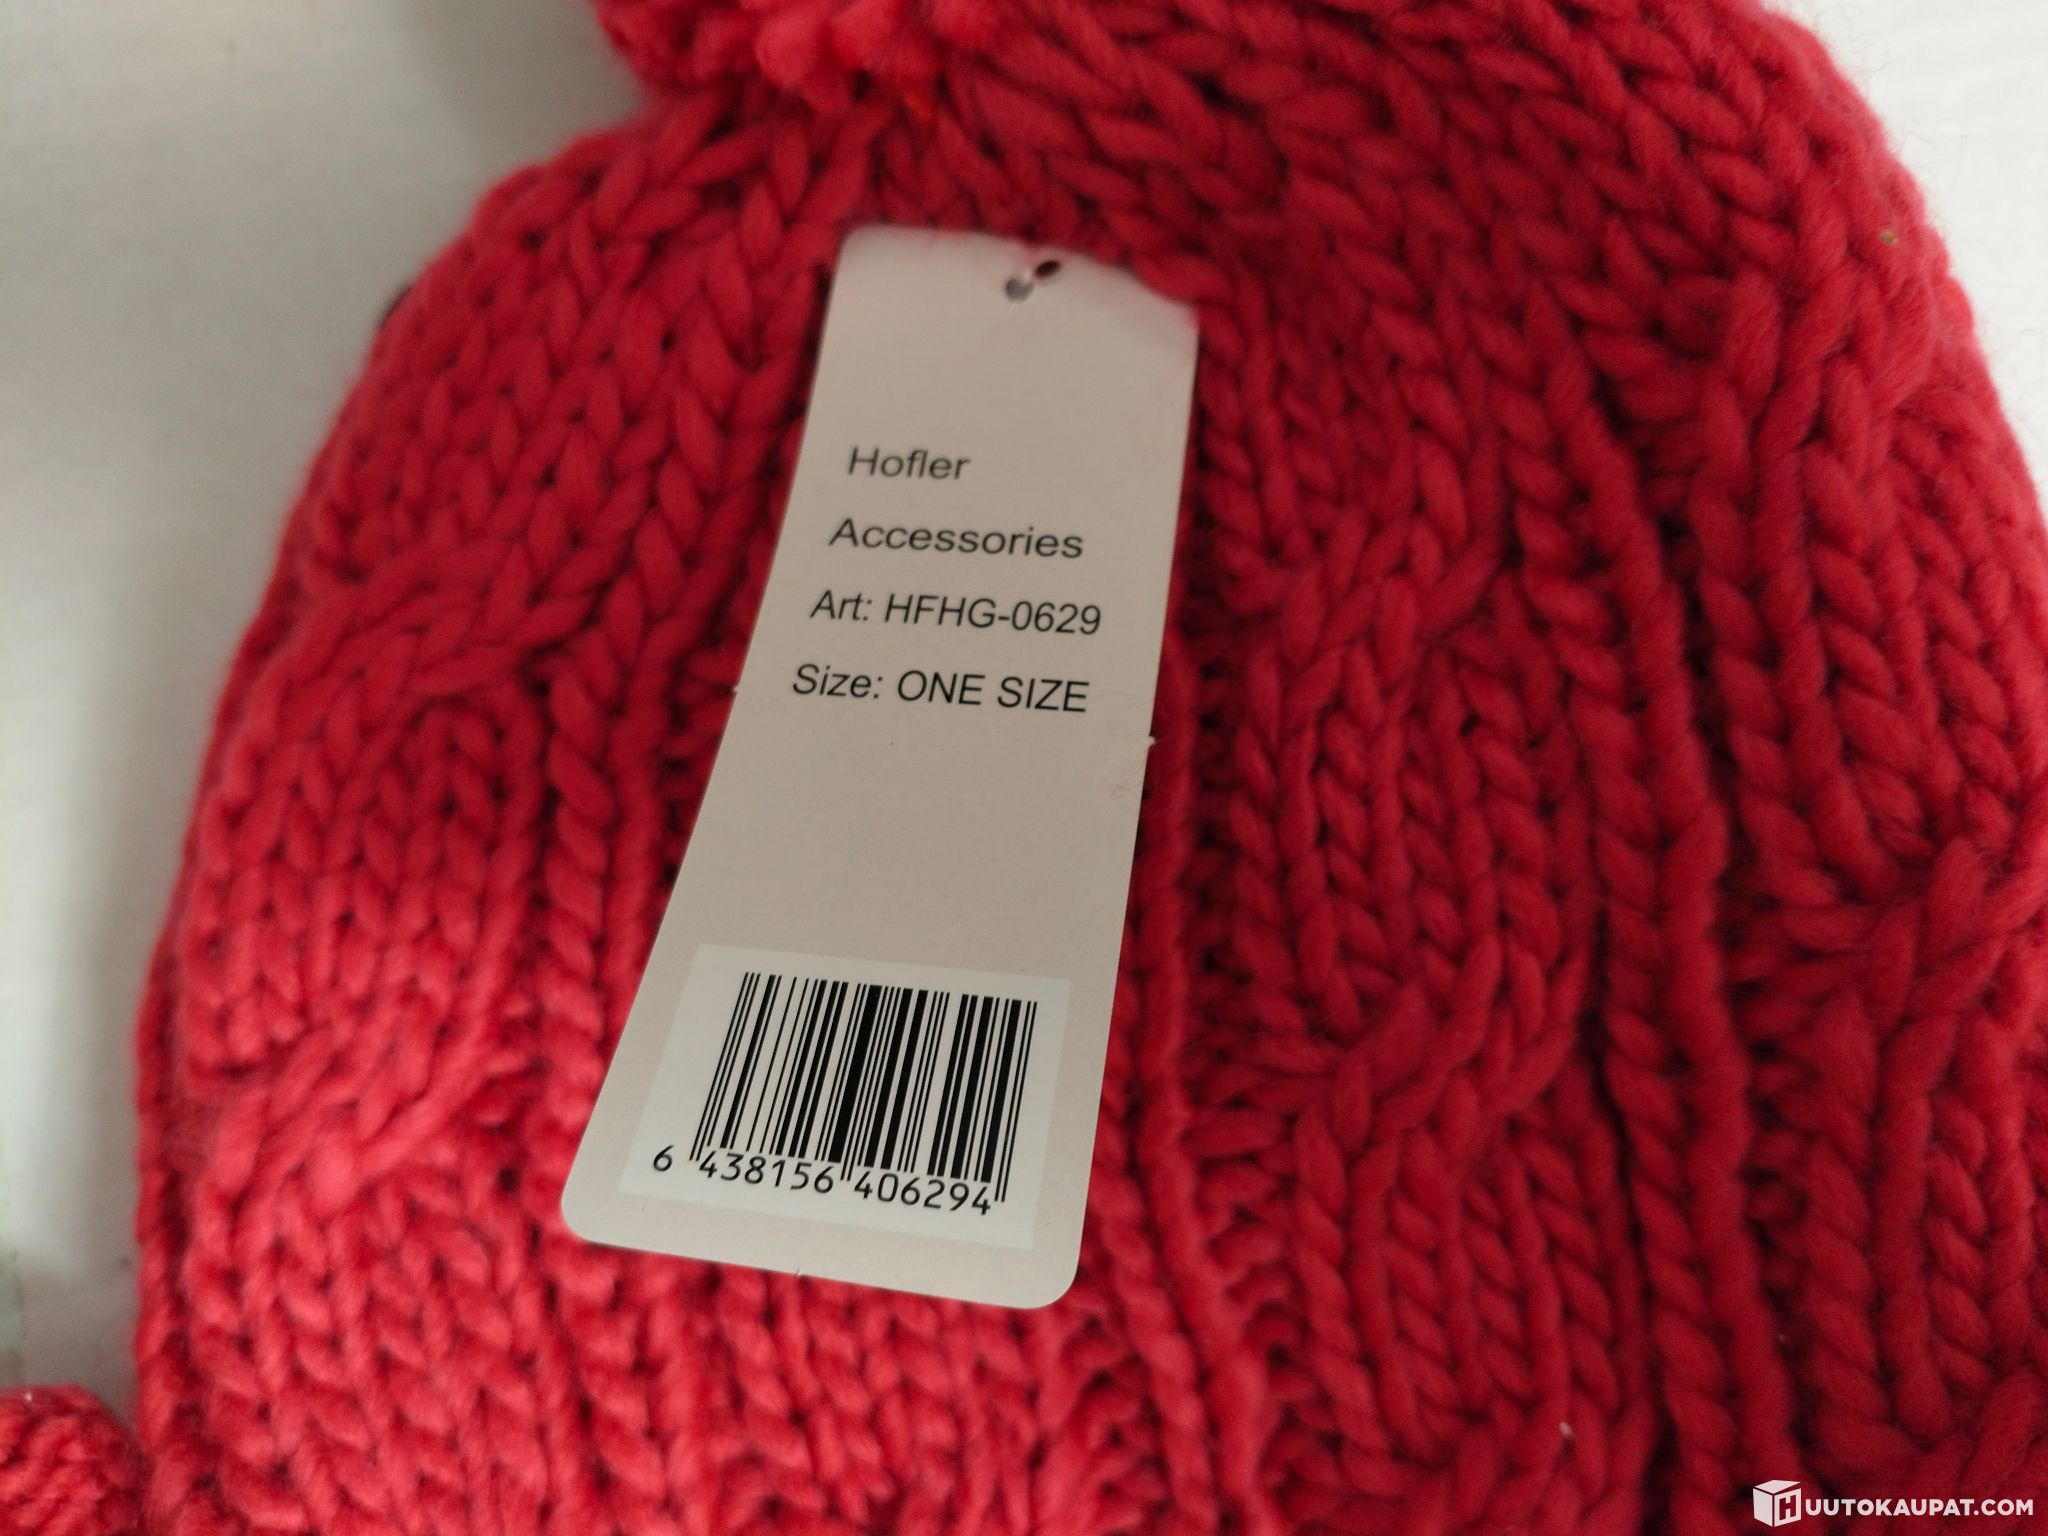 Hofler
Accessories
Art: HFHG-0629
Size: ONE SIZE
6 438156 406294
HUUTOKAUPAT.COM